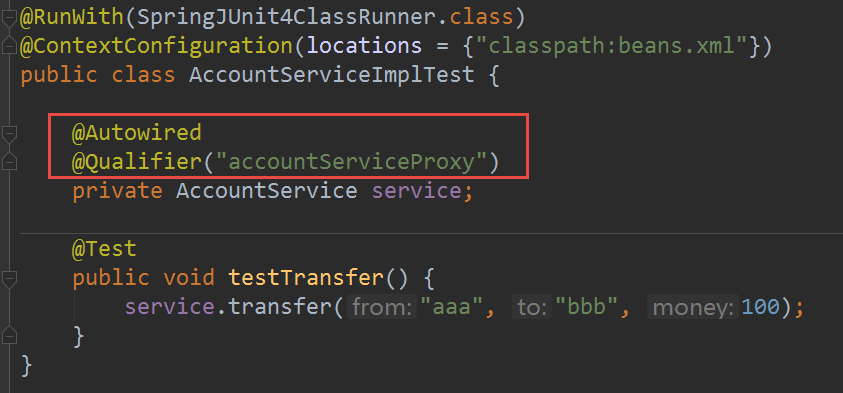 @RunWith(SpringJUnit4ClassRunner.class)
@ContextConfiguration(locations = {"classpath:beans.xml"})
public class AccountServiceImplTest {
@Autowired
@Qualifier("accountServiceProxy")
private AccountService service;
@Test
public void testTransfer() {
service.transfer( from: "aaa", to: "bbb", money: 100);
}
}